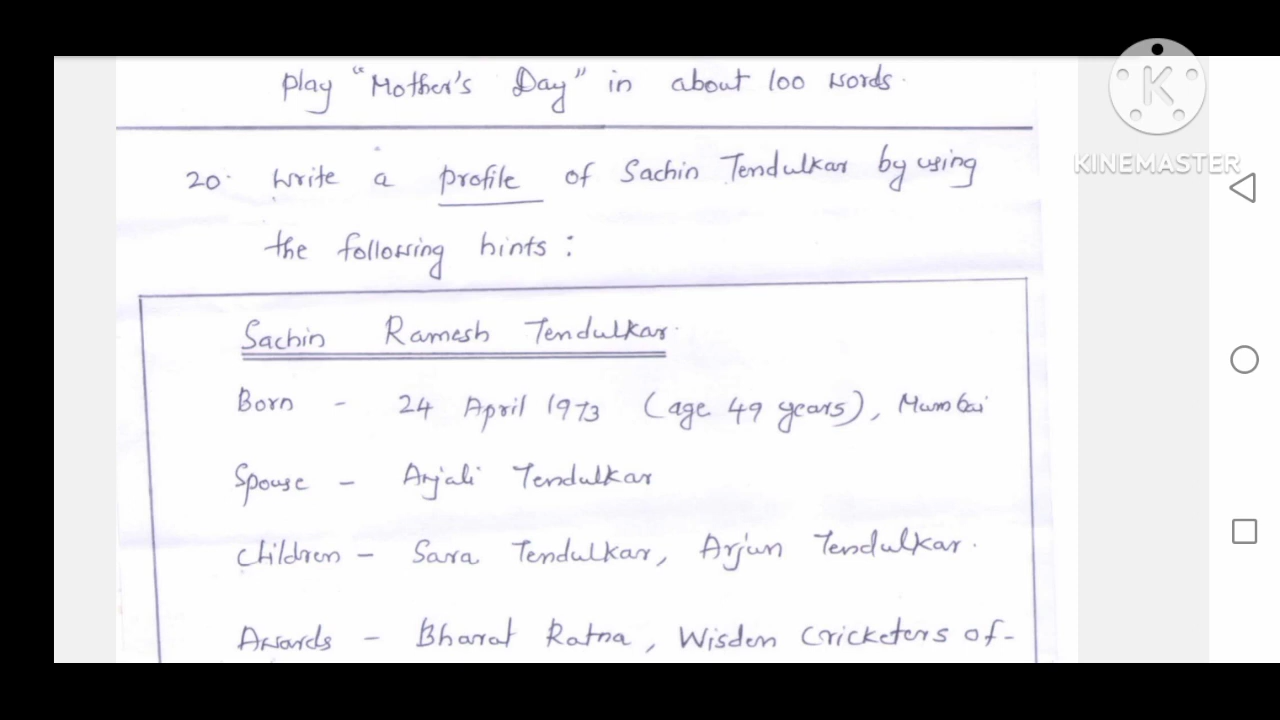 play "Mother's Day" in about 100 words.
KINEMASTER
20. Write a profile of Sachin Tendulkar by using
the following hints :
Sachin Ramesh Tendulkar.
Born - 24 April 1973 (age 49 years), Mumbai
Spouse - Anjali Tendulkar
Children - Sara Tendulkar, Arjun Tendulkar.
Awards - Bharat Ratna, Wisden Cricketers of-